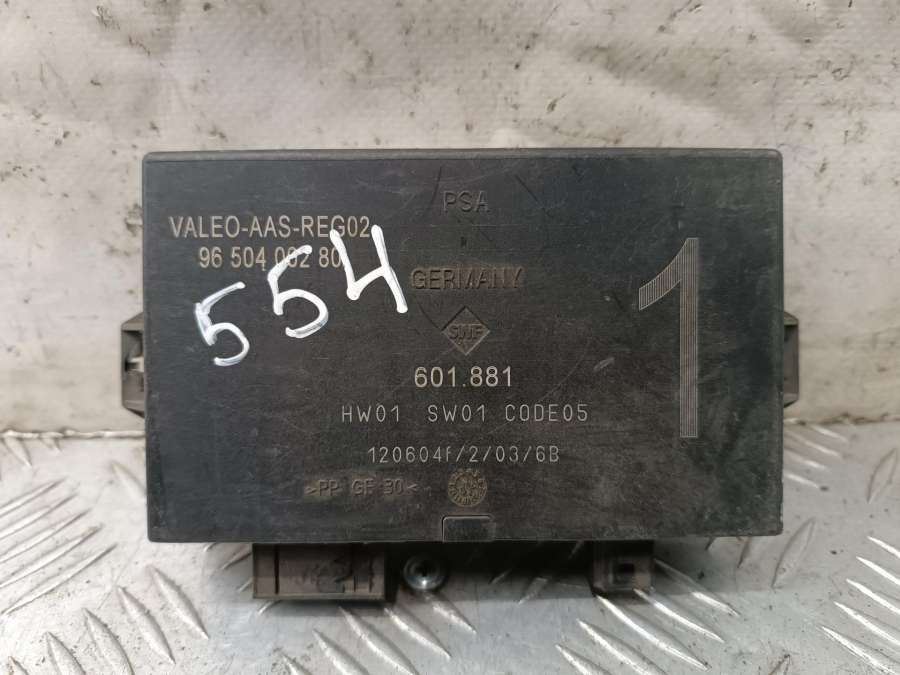 PSA
VALEO-AAS-REG02
96 504 002 80
554
GERMANY
SWF
1
601.881
HW01 SW01 CODE05
120604f/2/03/6B
>PP GF 30<